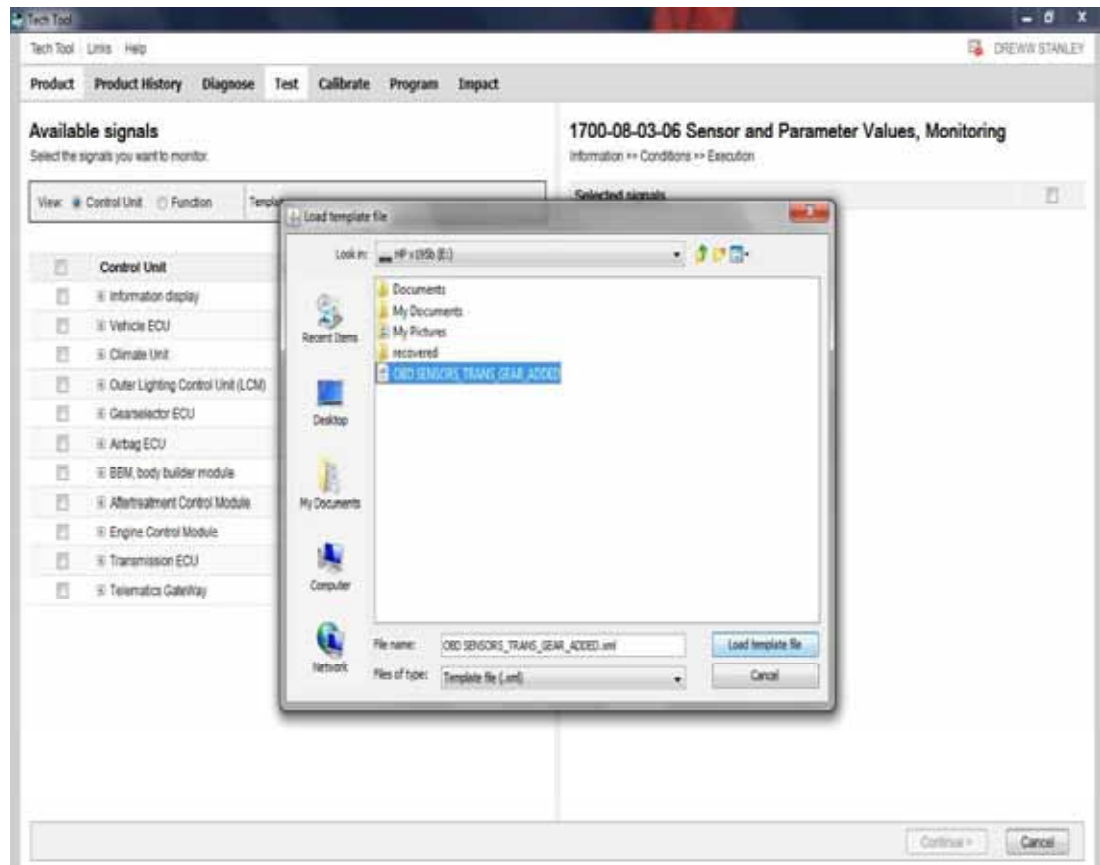 Tech Tool
Tech Tool Links Help
DREWW STANLEY
Product Product History Diagnose Test Calibrate Program Impact
Available signals
Select the signals you want to monitor.
View: Control Unit Function
Control Unit
Information display
Vehicle ECU
Climate Unit
Outer Lighting Control Unit (LCM)
Gearselector ECU
Airbag ECU
BBM, body builder module
Aftertreatment Control Module
Engine Control Module
Transmission ECU
Telematics GateWay
1700-08-03-06 Sensor and Parameter Values, Monitoring
Information >> Conditions >> Execution
Selected signals
Load template file
Look in: HP v195b (E:)
Recent Items
Desktop
My Documents
Computer
Network
Documents
My Documents
My Pictures
recovered
OBD SENSORS_TRANS_GEAR_ADDED
File name: OBD SENSORS_TRANS_GEAR_ADDED.xml
Load template file
Files of type: Template file (.xml)
Cancel
Continue >
Cancel